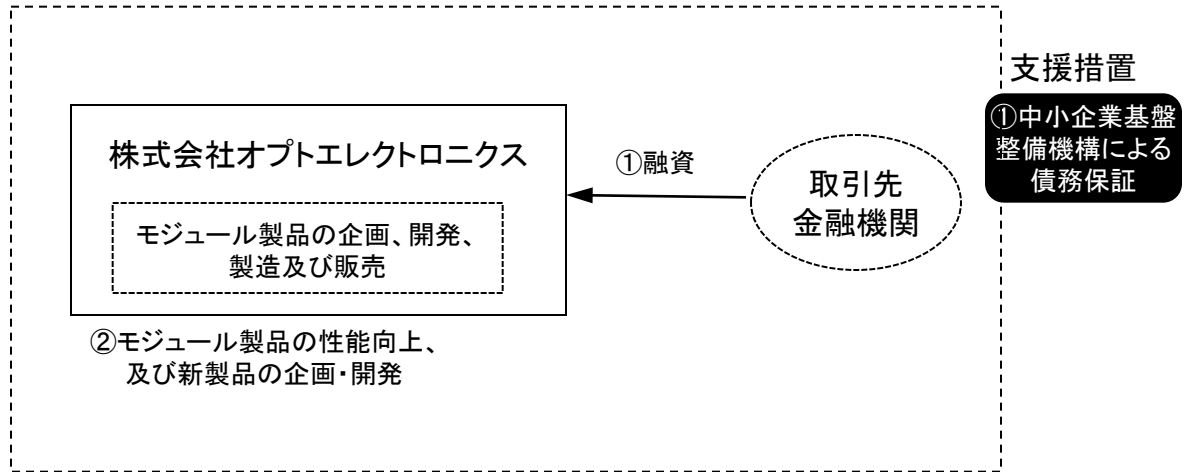 支援措置
①中小企業基盤
整備機構による
債務保証
株式会社オプトエレクトロニクス
モジュール製品の企画、開発、
製造及び販売
①融資
取引先
金融機関
②モジュール製品の性能向上、
及び新製品の企画・開発